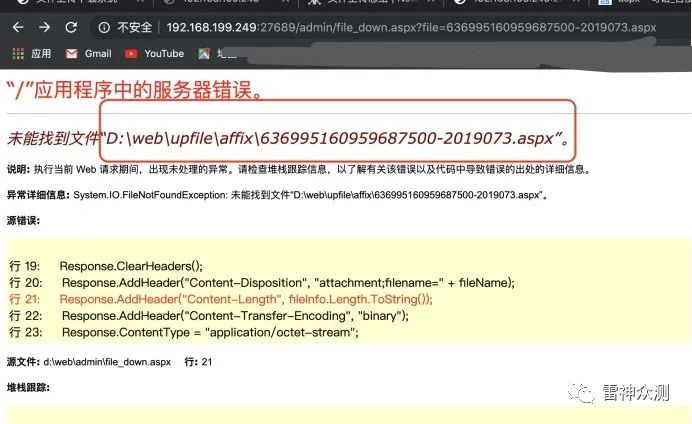 不安全 192.168.199.249:27689/admin/file_down.aspx?file=636995160959687500-2019073.aspx
应用 Gmail YouTube
“/”应用程序中的服务器错误。
未能找到文件“D:\web\upfile\affix\636995160959687500-2019073.aspx”。
说明: 执行当前 Web 请求期间，出现未处理的异常。请检查堆栈跟踪信息，以了解有关该错误以及代码中导致错误的出处的详细信息。
异常详细信息: System.IO.FileNotFoundException: 未能找到文件“D:\web\upfile\affix\636995160959687500-2019073.aspx”。
源错误:
行 19: Response.ClearHeaders();
行 20: Response.AddHeader("Content-Disposition", "attachment;filename=" + fileName);
行 21: Response.AddHeader("Content-Length", fileInfo.Length.ToString());
行 22: Response.AddHeader("Content-Transfer-Encoding", "binary");
行 23: Response.ContentType = "application/octet-stream";
源文件: d:\web\admin\file_down.aspx 行: 21
堆栈跟踪:
雷神众测